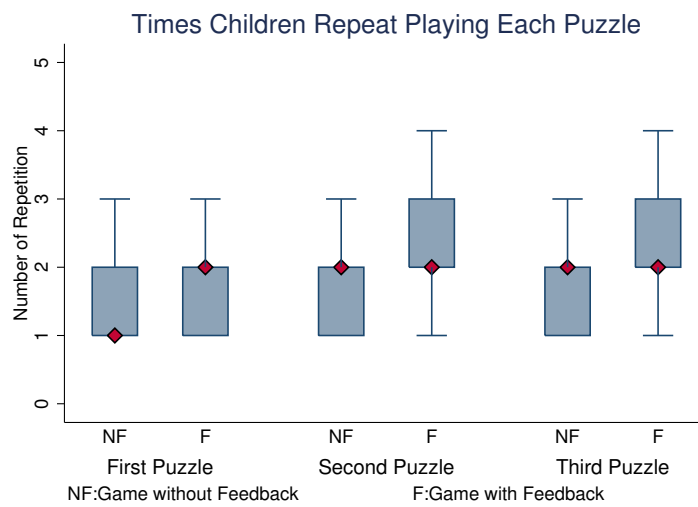 Times Children Repeat Playing Each Puzzle
Number of Repetition
5
4
3
2
1
0
NF F NF F NF F
First Puzzle Second Puzzle Third Puzzle
NF:Game without Feedback F:Game with Feedback